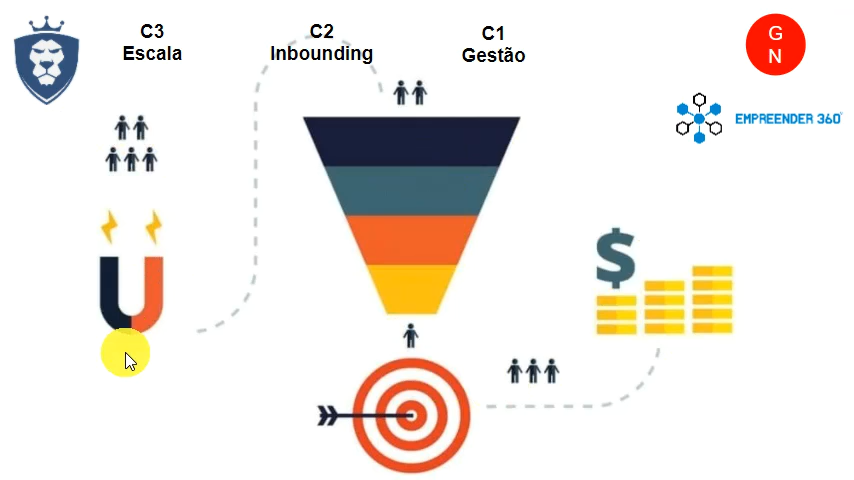 C3
Escala
C2
Inbounding
C1
Gestão
G
N
EMPREENDER 360°
$